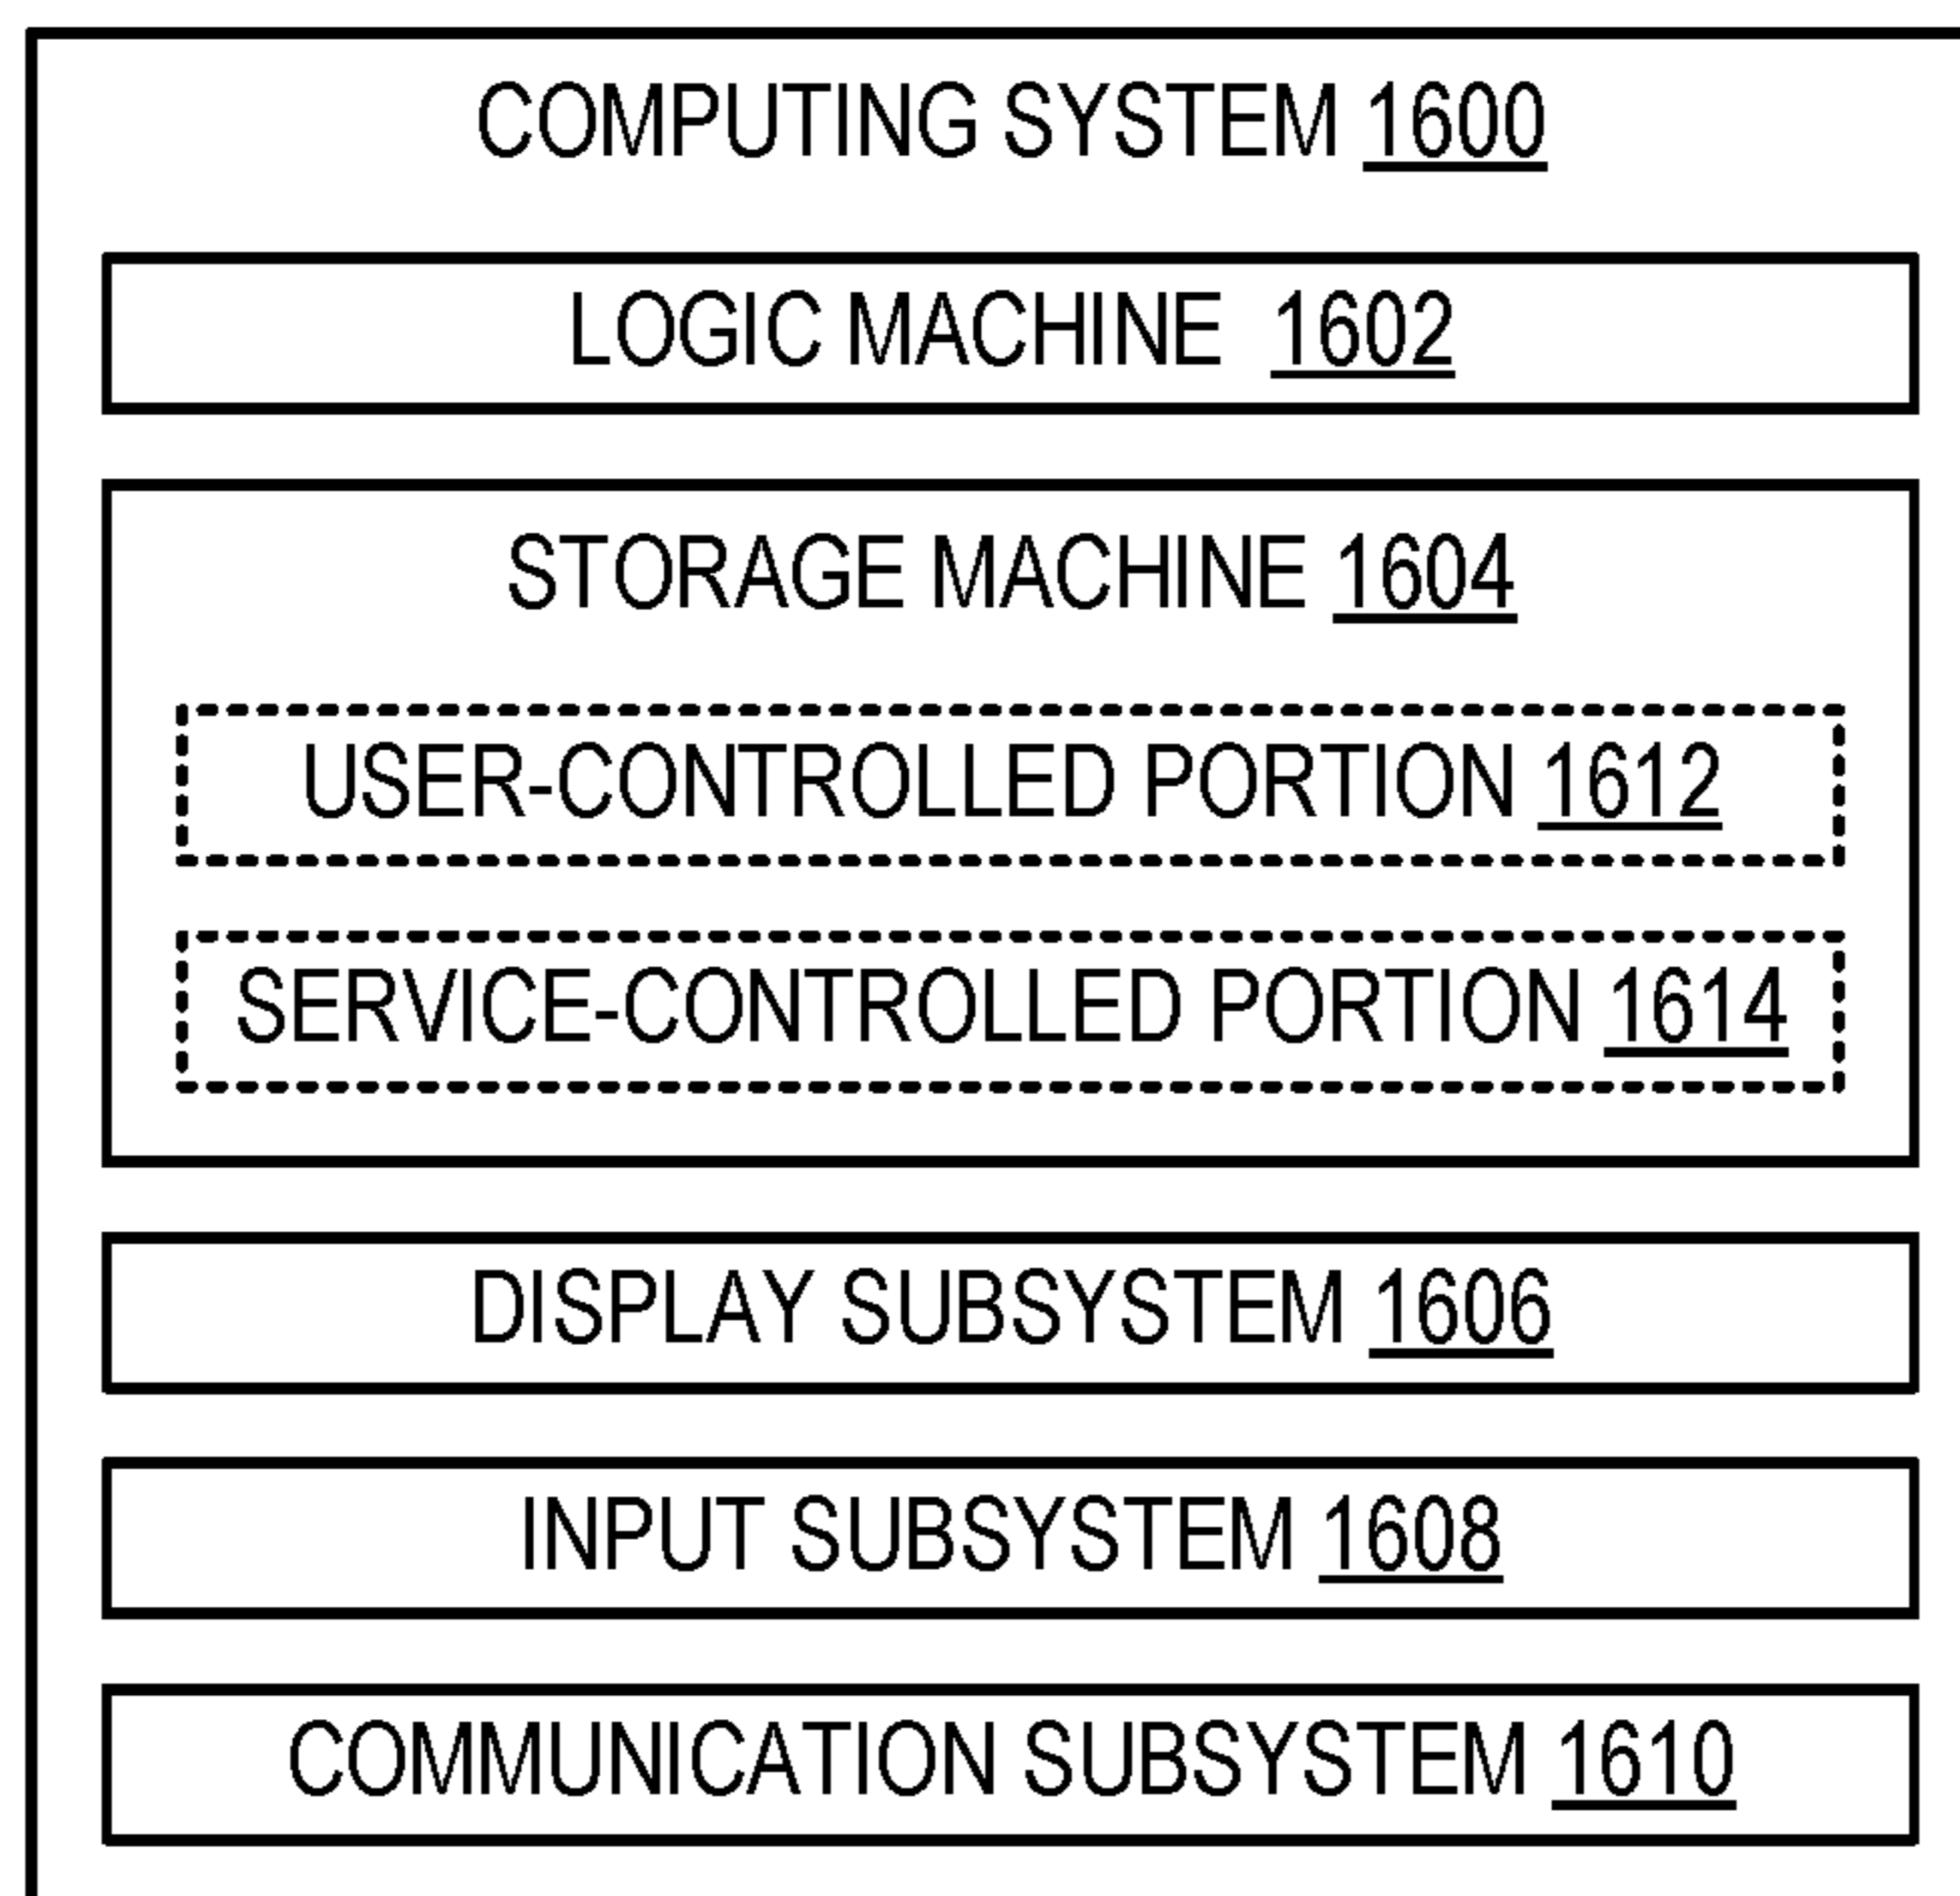 COMPUTING SYSTEM 1600
LOGIC MACHINE 1602
STORAGE MACHINE 1604
USER-CONTROLLED PORTION 1612
SERVICE-CONTROLLED PORTION 1614
DISPLAY SUBSYSTEM 1606
INPUT SUBSYSTEM 1608
COMMUNICATION SUBSYSTEM 1610